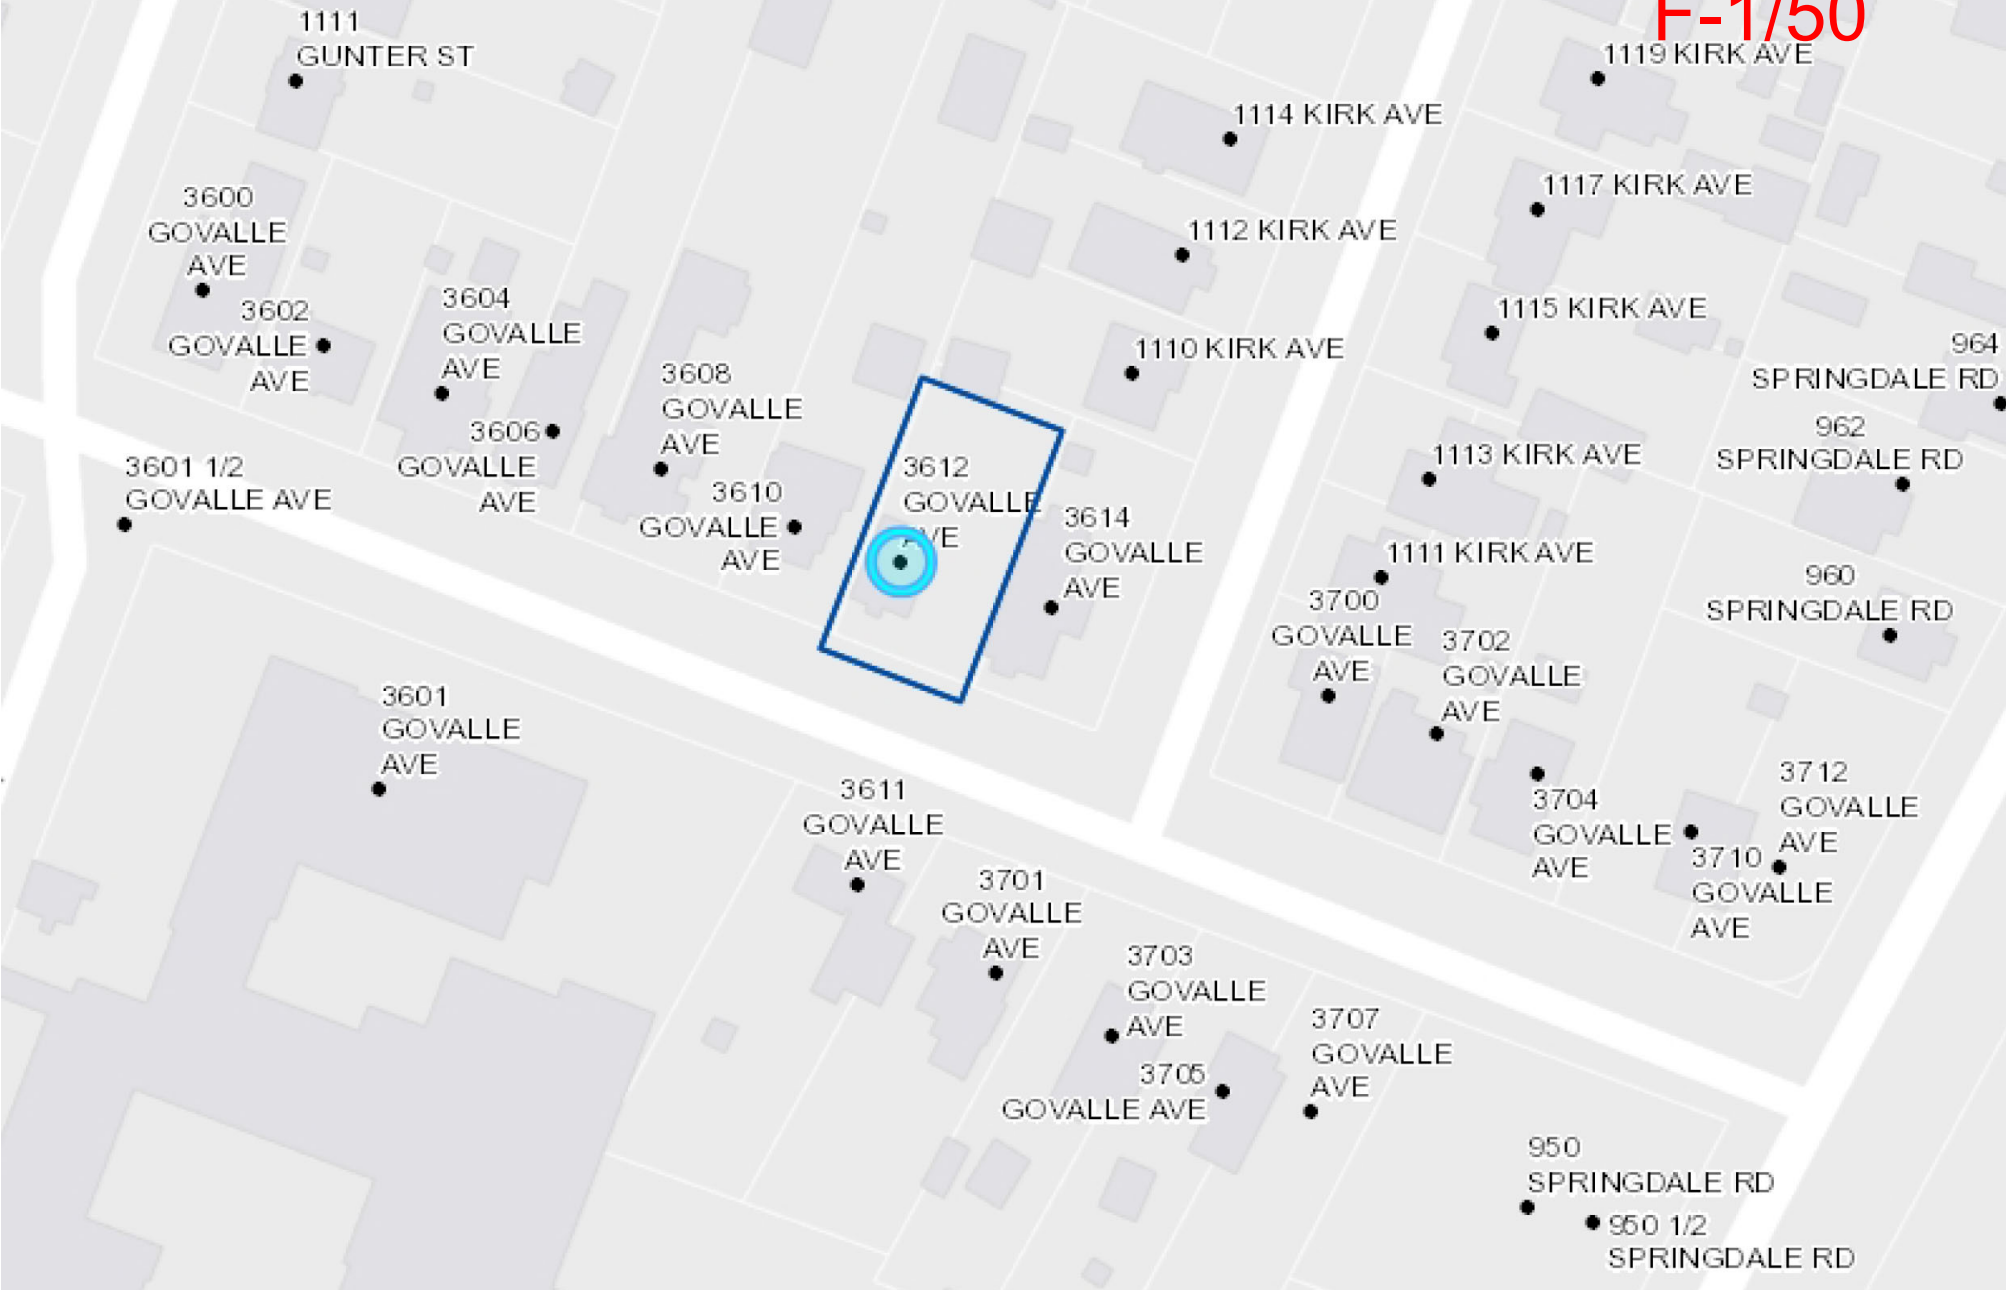 F-1/50
1111
GUNTER ST
1119 KIRK AVE
1114 KIRK AVE
1117 KIRK AVE
3600
GOVALLE
AVE
1112 KIRK AVE
3602
GOVALLE
AVE
3604
GOVALLE
AVE
1115 KIRK AVE
1110 KIRK AVE
964
SPRINGDALE RD
3608
GOVALLE
AVE
3606
GOVALLE
AVE
962
SPRINGDALE RD
1113 KIRK AVE
3601 1/2
GOVALLE AVE
3612
GOVALLE
AVE
3610
GOVALLE
AVE
3614
GOVALLE
AVE
1111 KIRK AVE
960
SPRINGDALE RD
3700
GOVALLE
AVE
3702
GOVALLE
AVE
3601
GOVALLE
AVE
3611
GOVALLE
AVE
3704
GOVALLE
AVE
3712
GOVALLE
AVE
3710
GOVALLE
AVE
3701
GOVALLE
AVE
3703
GOVALLE
AVE
3707
GOVALLE
AVE
3705
GOVALLE AVE
950
SPRINGDALE RD
950 1/2
SPRINGDALE RD